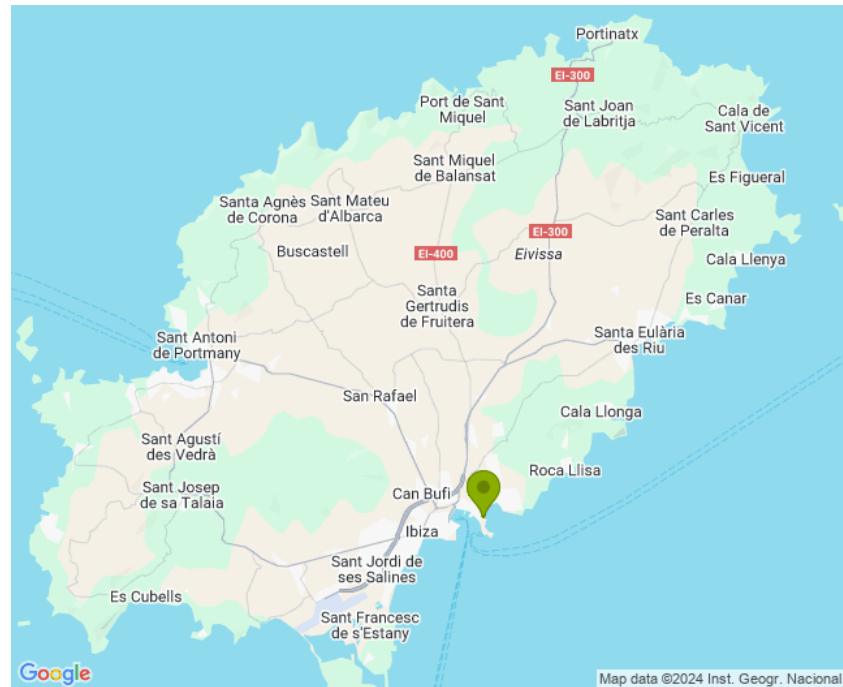 Portinatx
EI-300
Port de Sant
Miquel
Sant Joan
de Labritja
Cala de
Sant Vicent
Sant Miquel
de Balansat
Es Figueral
Santa Agnès
de Corona
Sant Mateu
d'Albarca
Sant Carles
de Peralta
EI-300
Buscastell
EI-400
Eivissa
Cala Llenya
Santa
Gertrudis
de Fruitera
Es Canar
Sant Antoni
de Portmany
Santa Eulària
des Riu
San Rafael
Cala Llonga
Sant Agustí
des Vedrà
Roca Llisa
Sant Josep
de sa Talaia
Can Bufi
Ibiza
Sant Jordi de
ses Salines
Es Cubells
Sant Francesc
de s'Estany
Google
Map data ©2024 Inst. Geogr. Nacional